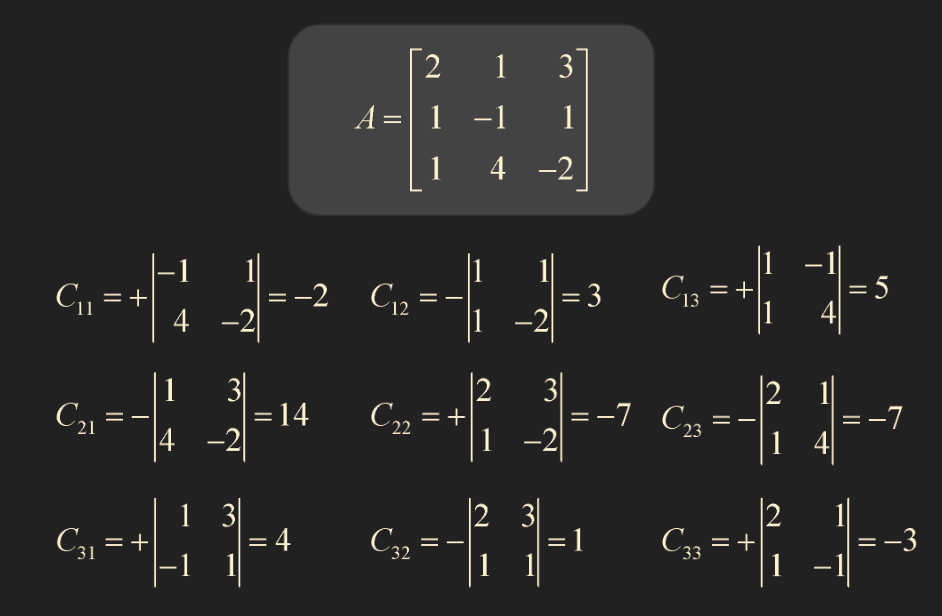 A = [2 1 3
1 −1 1
1 4 −2]
C₁₁ = +|−1 1; 4 −2| = −2 C₁₂ = −|1 1; 1 −2| = 3 C₁₃ = +|1 −1; 1 4| = 5
C₂₁ = −|1 3; 4 −2| = 14 C₂₂ = +|2 3; 1 −2| = −7 C₂₃ = −|2 1; 1 4| = −7
C₃₁ = +|1 3; −1 1| = 4 C₃₂ = −|2 3; 1 1| = 1 C₃₃ = +|2 1; 1 −1| = −3